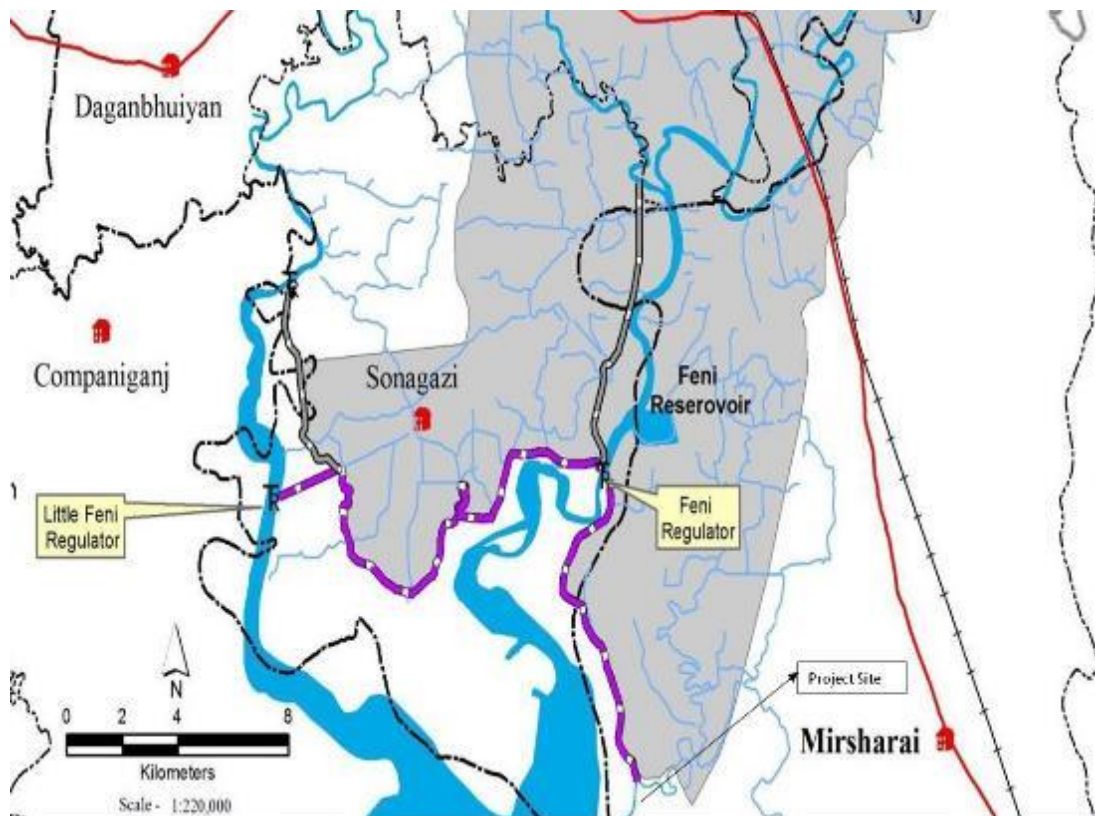 Daganbhuiyan
Companiganj
Sonagazi
Feni
Reserovoir
R
R
R
Little Feni
Regulator
Feni
Regulator
Project Site
N
0 2 4 8
Kilometers
Scale - 1:220,000
Mirsharai